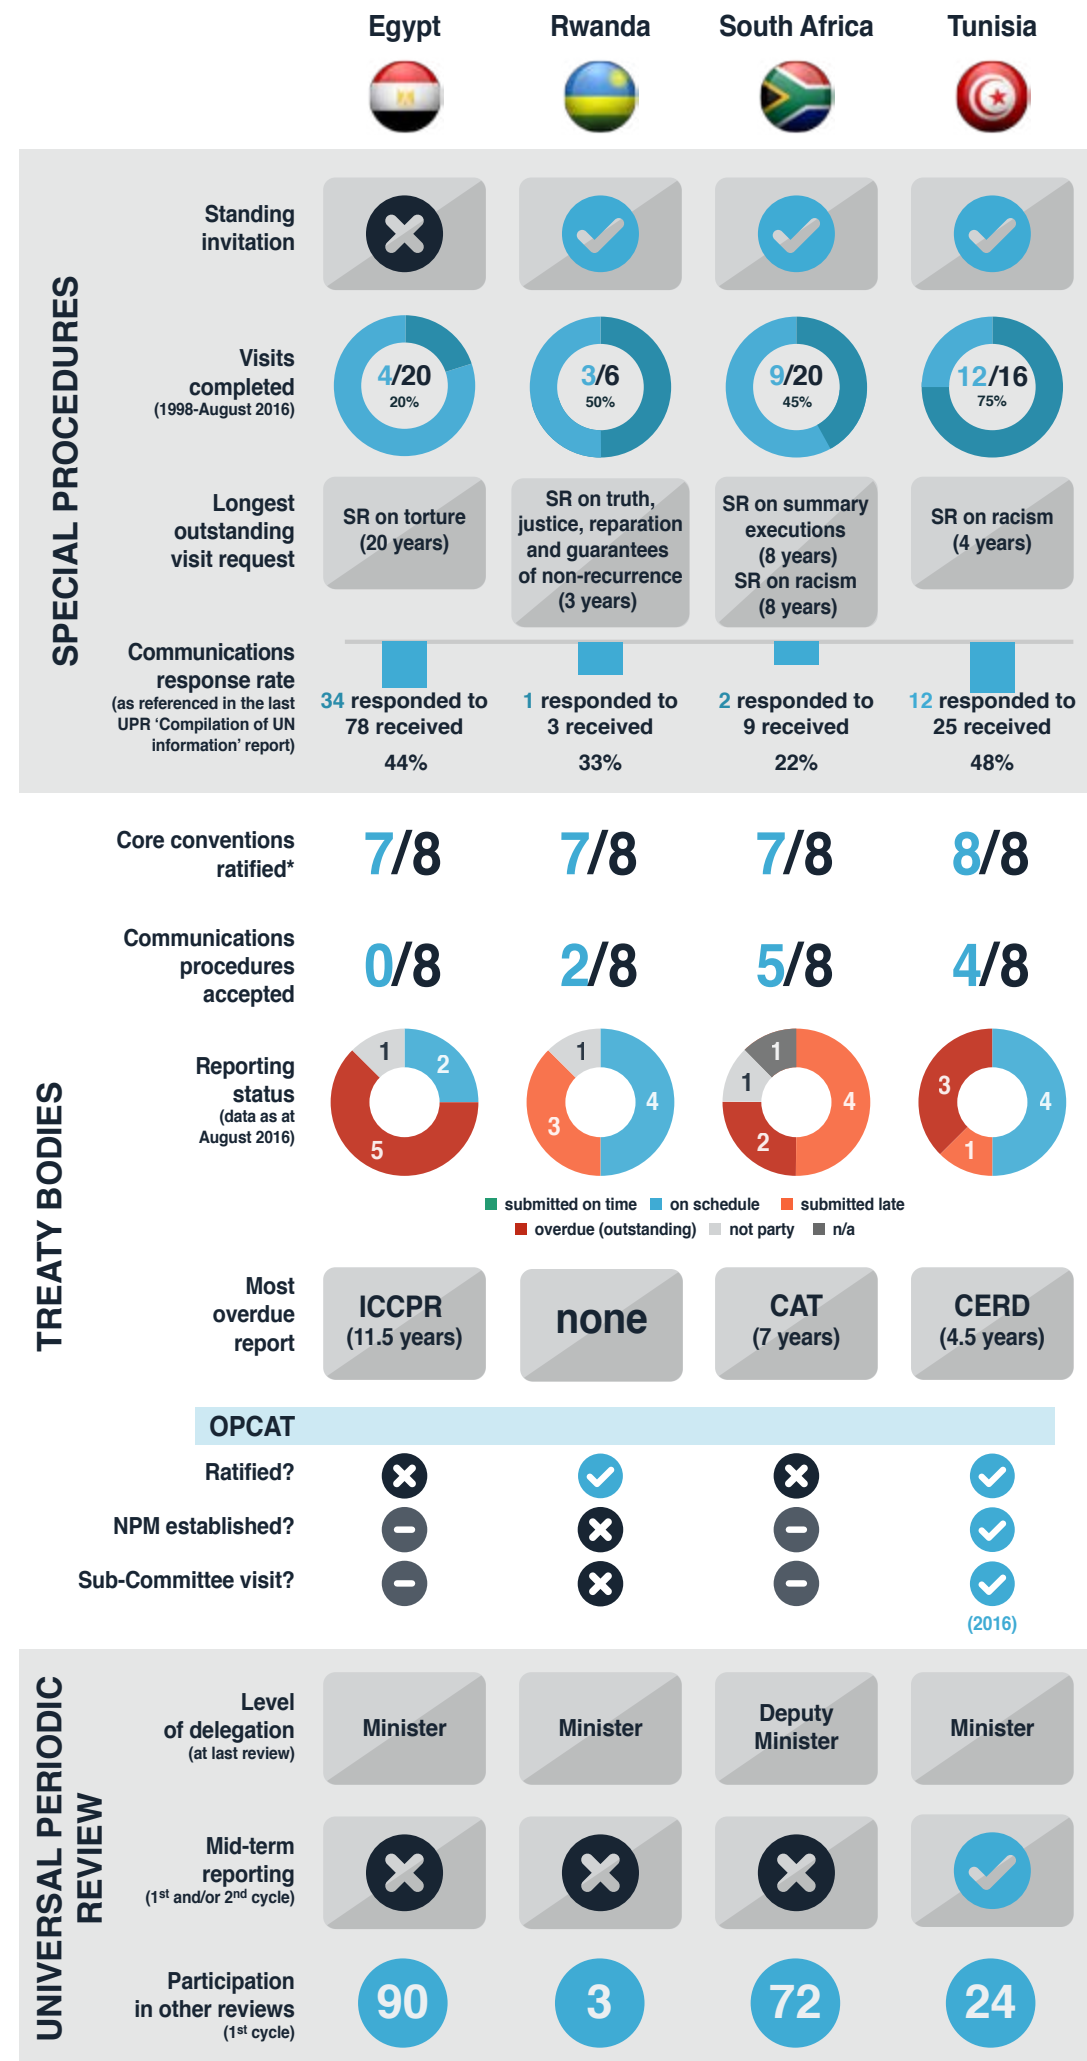 Egypt
Rwanda
South Africa
Tunisia
SPECIAL PROCEDURES
Standing
invitation
Visits
completed
(1998-August 2016)
4/20
20%
3/6
50%
9/20
45%
12/16
75%
Longest
outstanding
visit request
SR on torture
(20 years)
SR on truth,
justice, reparation
and guarantees
of non-recurrence
(3 years)
SR on summary
executions
(8 years)
SR on racism
(8 years)
SR on racism
(4 years)
Communications
response rate
(as referenced in the last
UPR ‘Compilation of UN
information’ report)
34 responded to
78 received
44%
1 responded to
3 received
33%
2 responded to
9 received
22%
12 responded to
25 received
48%
TREATY BODIES
Core conventions
ratified*
7/8
7/8
7/8
8/8
Communications
procedures
accepted
0/8
2/8
5/8
4/8
Reporting
status
(data as at
August 2016)
1
2
5
1
4
3
1
1
4
2
3
4
1
submitted on time
on schedule
submitted late
overdue (outstanding)
not party
n/a
Most
overdue
report
ICCPR
(11.5 years)
none
CAT
(7 years)
CERD
(4.5 years)
OPCAT
Ratified?
NPM established?
Sub-Committee visit?
(2016)
UNIVERSAL PERIODIC
REVIEW
Level
of delegation
(at last review)
Minister
Minister
Deputy
Minister
Minister
Mid-term
reporting
(1st and/or 2nd cycle)
Participation
in other reviews
(1st cycle)
90
3
72
24